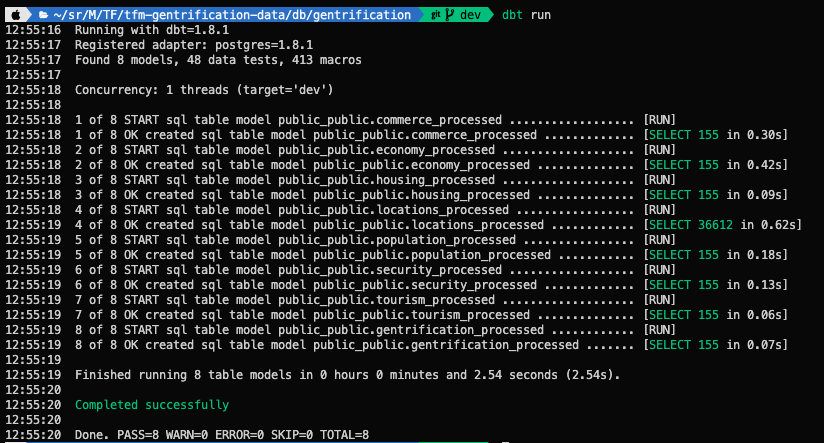 ~/sr/M/TF/tfm-gentrification-data/db/gentrification git dev dbt run
12:55:16 Running with dbt=1.8.1
12:55:17 Registered adapter: postgres=1.8.1
12:55:17 Found 8 models, 48 data tests, 413 macros
12:55:17
12:55:18 Concurrency: 1 threads (target='dev')
12:55:18
12:55:18 1 of 8 START sql table model public_public.commerce_processed .................. [RUN]
12:55:18 1 of 8 OK created sql table model public_public.commerce_processed ............. [SELECT 155 in 0.30s]
12:55:18 2 of 8 START sql table model public_public.economy_processed ................... [RUN]
12:55:18 2 of 8 OK created sql table model public_public.economy_processed .............. [SELECT 155 in 0.42s]
12:55:18 3 of 8 START sql table model public_public.housing_processed ................... [RUN]
12:55:18 3 of 8 OK created sql table model public_public.housing_processed .............. [SELECT 155 in 0.09s]
12:55:18 4 of 8 START sql table model public_public.locations_processed ................. [RUN]
12:55:19 4 of 8 OK created sql table model public_public.locations_processed ............ [SELECT 36612 in 0.62s]
12:55:19 5 of 8 START sql table model public_public.population_processed ................ [RUN]
12:55:19 5 of 8 OK created sql table model public_public.population_processed ........... [SELECT 155 in 0.18s]
12:55:19 6 of 8 START sql table model public_public.security_processed .................. [RUN]
12:55:19 6 of 8 OK created sql table model public_public.security_processed ............. [SELECT 155 in 0.13s]
12:55:19 7 of 8 START sql table model public_public.tourism_processed ................... [RUN]
12:55:19 7 of 8 OK created sql table model public_public.tourism_processed .............. [SELECT 155 in 0.06s]
12:55:19 8 of 8 START sql table model public_public.gentrification_processed ............ [RUN]
12:55:19 8 of 8 OK created sql table model public_public.gentrification_processed ....... [SELECT 155 in 0.07s]
12:55:19
12:55:19 Finished running 8 table models in 0 hours 0 minutes and 2.54 seconds (2.54s).
12:55:20
12:55:20 Completed successfully
12:55:20
12:55:20 Done. PASS=8 WARN=0 ERROR=0 SKIP=0 TOTAL=8